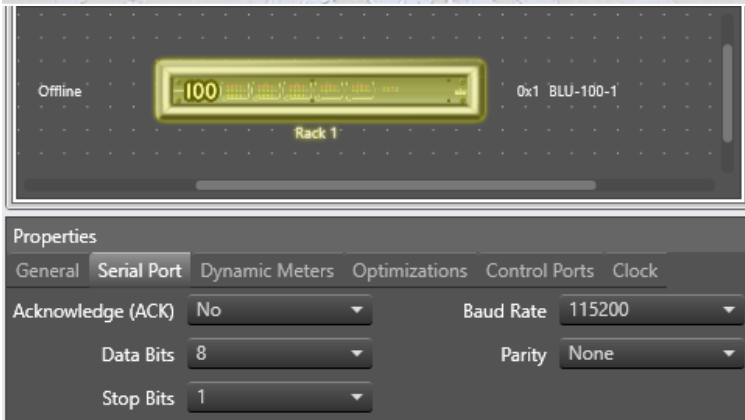 Offline
100
0x1 BLU-100-1
Rack 1
Properties
General Serial Port Dynamic Meters Optimizations Control Ports Clock
Acknowledge (ACK) No Baud Rate 115200
Data Bits 8 Parity None
Stop Bits 1